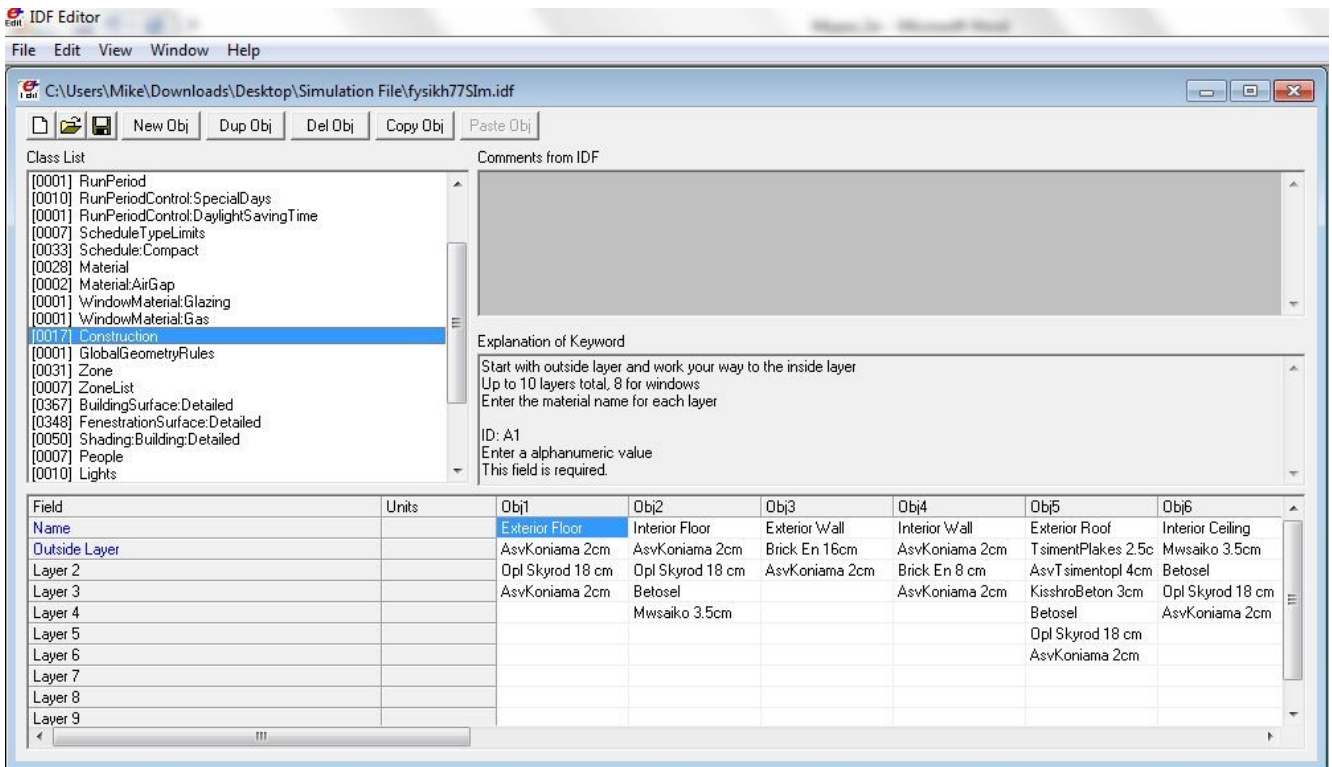 IDF Editor
File Edit View Window Help
C:\Users\Mike\Downloads\Desktop\Simulation File\fysikh77SIm.idf
New Obj Dup Obj Del Obj Copy Obj Paste Obj
Class List
[0001] RunPeriod
[0010] RunPeriodControl:SpecialDays
[0001] RunPeriodControl:DaylightSavingTime
[0007] ScheduleTypeLimits
[0033] Schedule:Compact
[0028] Material
[0002] Material:AirGap
[0001] WindowMaterial:Glazing
[0001] WindowMaterial:Gas
[0017] Construction
[0001] GlobalGeometryRules
[0031] Zone
[0007] ZoneList
[0367] BuildingSurface:Detailed
[0348] FenestrationSurface:Detailed
[0050] Shading:Building:Detailed
[0007] People
[0010] Lights
Comments from IDF
Explanation of Keyword
Start with outside layer and work your way to the inside layer
Up to 10 layers total, 8 for windows
Enter the material name for each layer
ID: A1
Enter a alphanumeric value
This field is required.
Field Units Obj1 Obj2 Obj3 Obj4 Obj5 Obj6
Name Exterior Floor Interior Floor Exterior Wall Interior Wall Exterior Roof Interior Ceiling
Outside Layer AsvKoniama 2cm AsvKoniama 2cm Brick En 16cm AsvKoniama 2cm TsimentPlakes 2.5c Mwsaiko 3.5cm
Layer 2 Opl Skyrod 18 cm Opl Skyrod 18 cm AsvKoniama 2cm Brick En 8 cm AsvTsimentopl 4cm Betosel
Layer 3 AsvKoniama 2cm Betosel AsvKoniama 2cm KisshroBeton 3cm Opl Skyrod 18 cm
Layer 4 Mwsaiko 3.5cm Betosel AsvKoniama 2cm
Layer 5 Opl Skyrod 18 cm
Layer 6 AsvKoniama 2cm
Layer 7
Layer 8
Layer 9